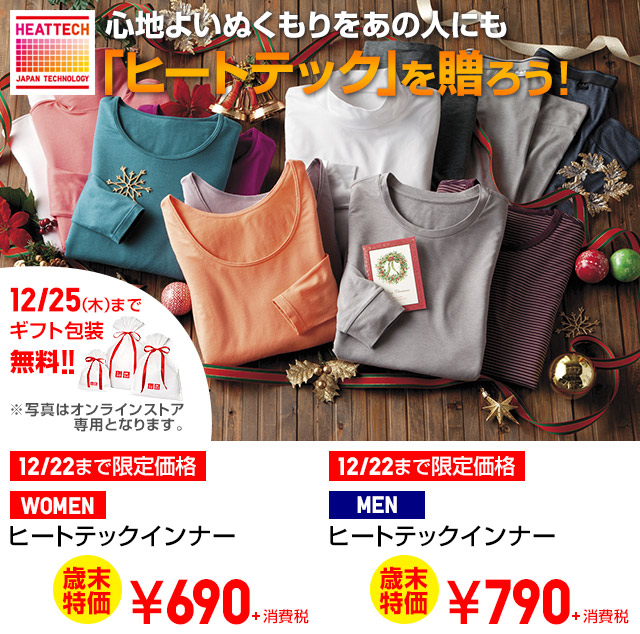 HEATTECH
JAPAN TECHNOLOGY
心地よいぬくもりをあの人にも
「ヒートテック」を贈ろう!
12/25(木)まで
ギフト包装
無料!!
※写真はオンラインストア
専用となります。
12/22まで限定価格
WOMEN
ヒートテックインナー
歳末
特価
¥690+消費税
12/22まで限定価格
MEN
ヒートテックインナー
歳末
特価
¥790+消費税